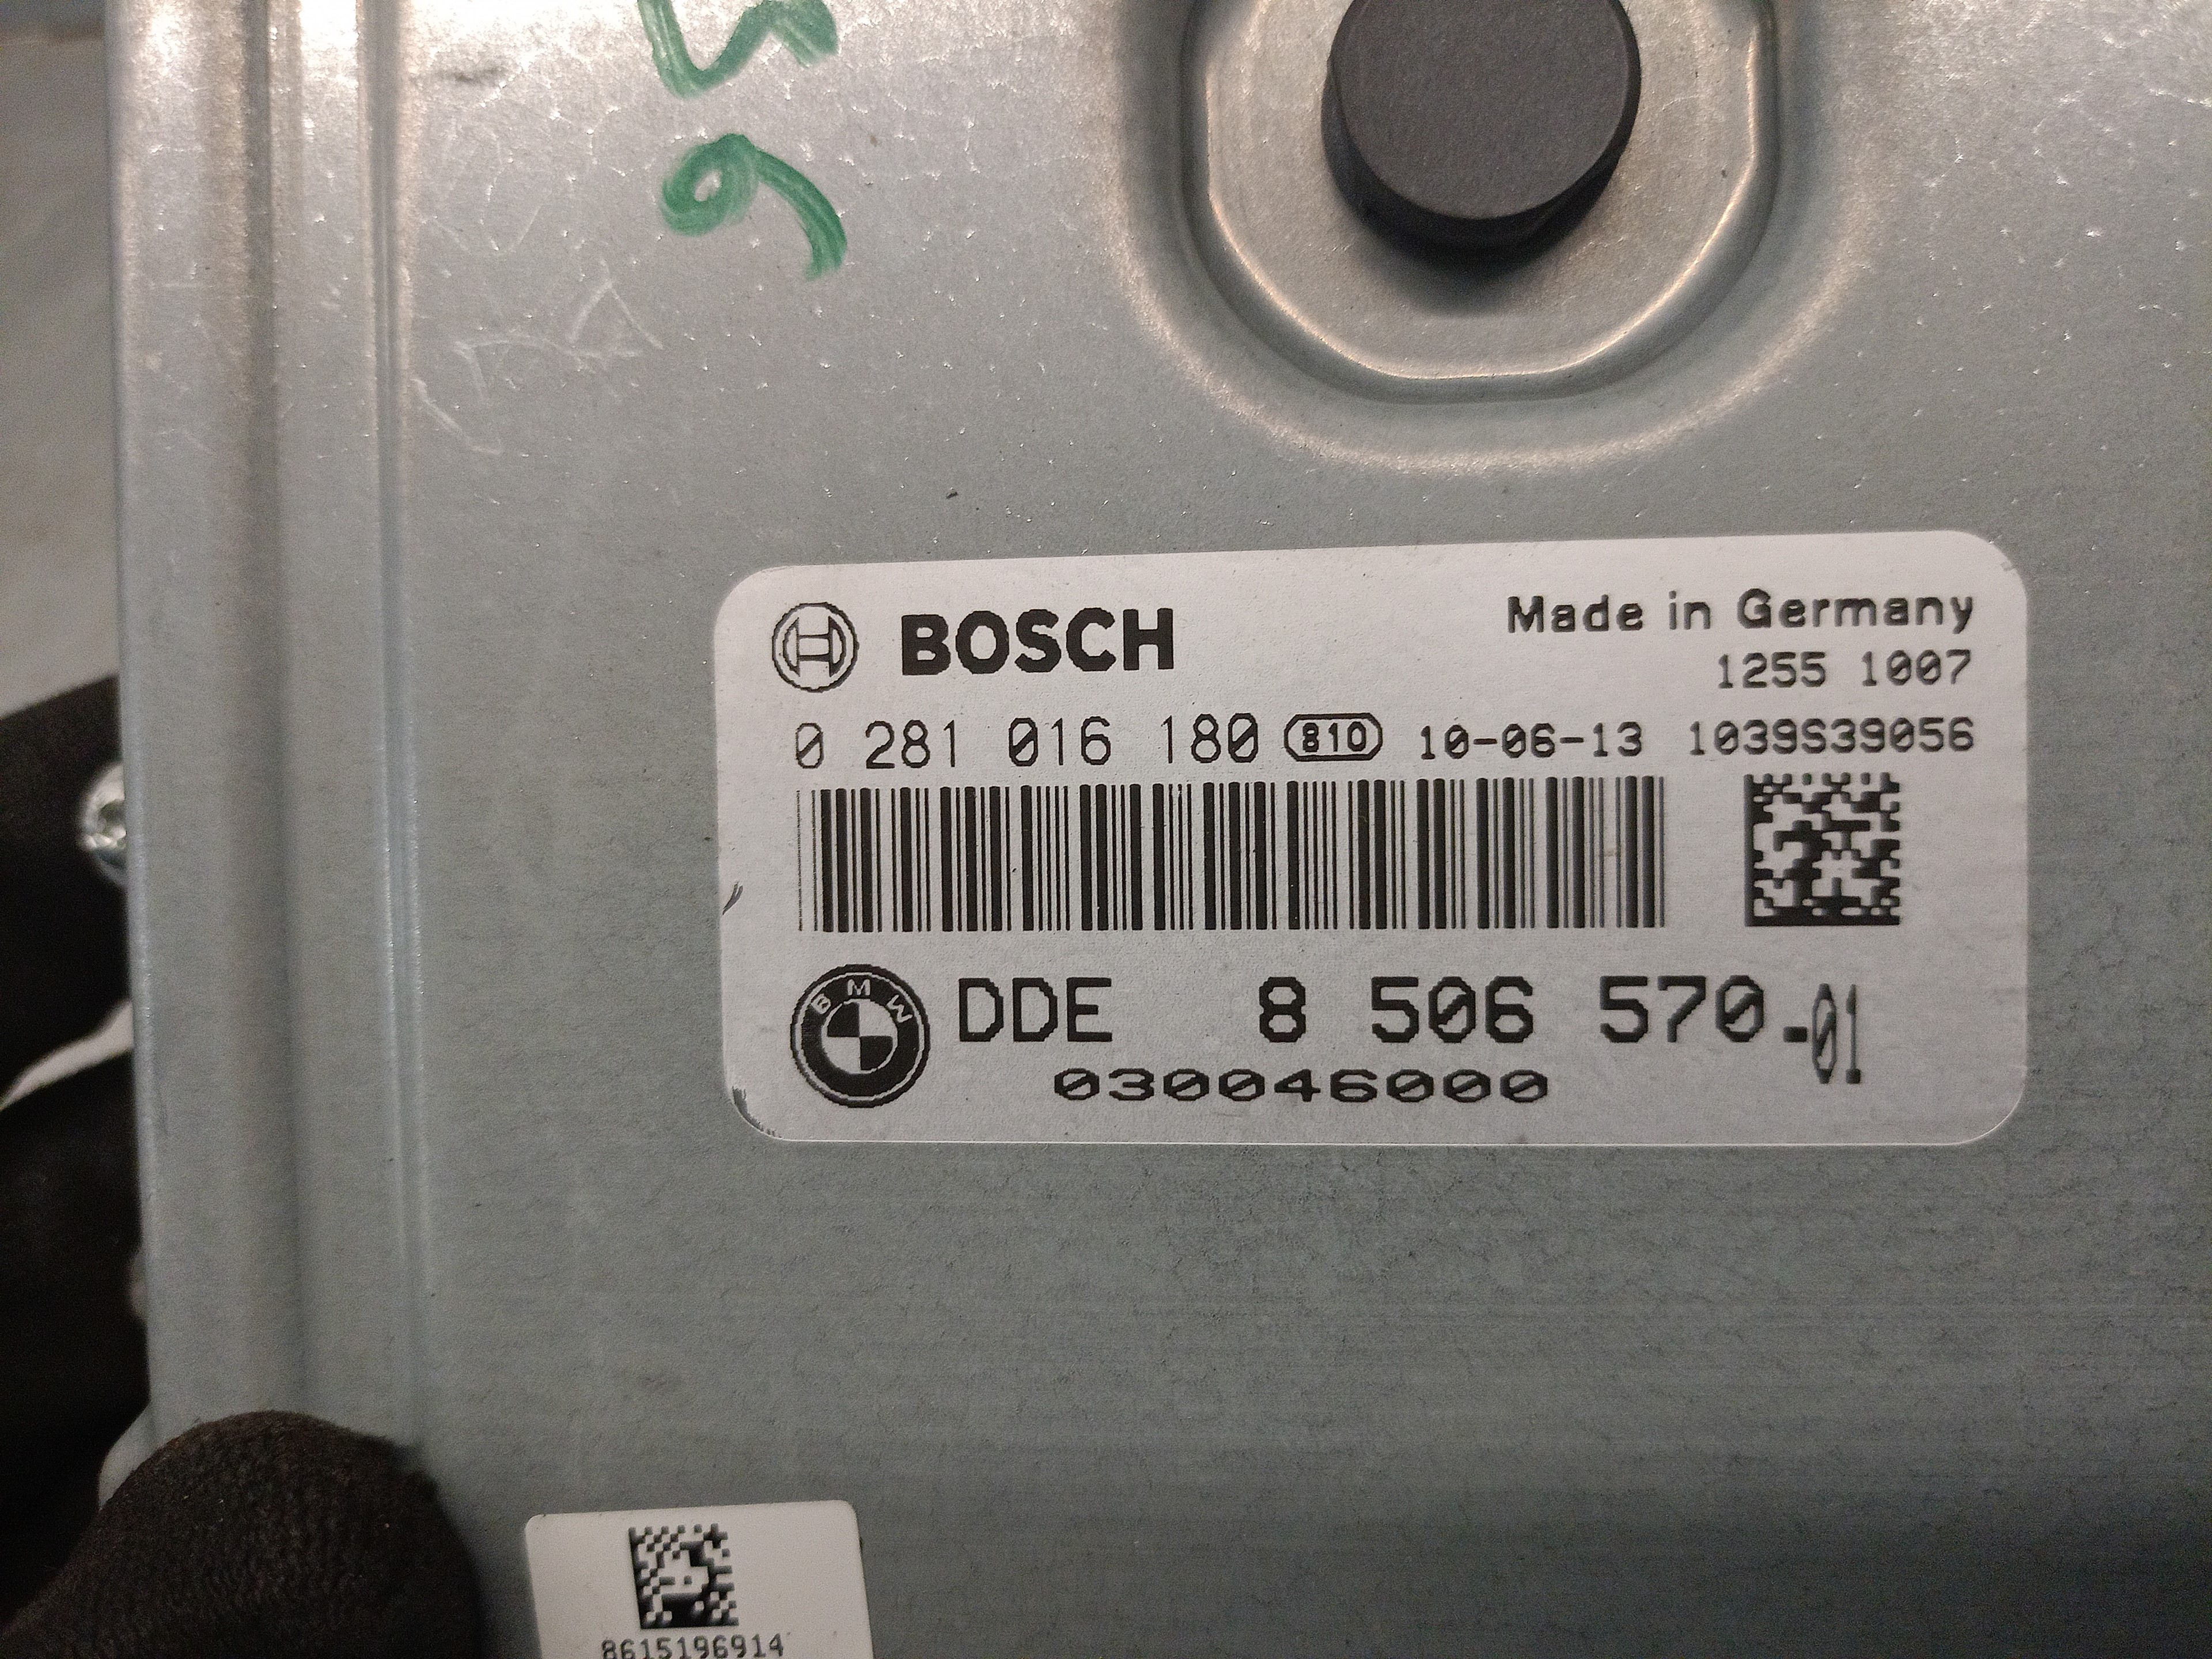 56
BOSCH
Made in Germany
1255 1007
0 281 016 180 810 10-06-13 1039S39056
BMW DDE 8 506 570.-01
030046000
8615196914